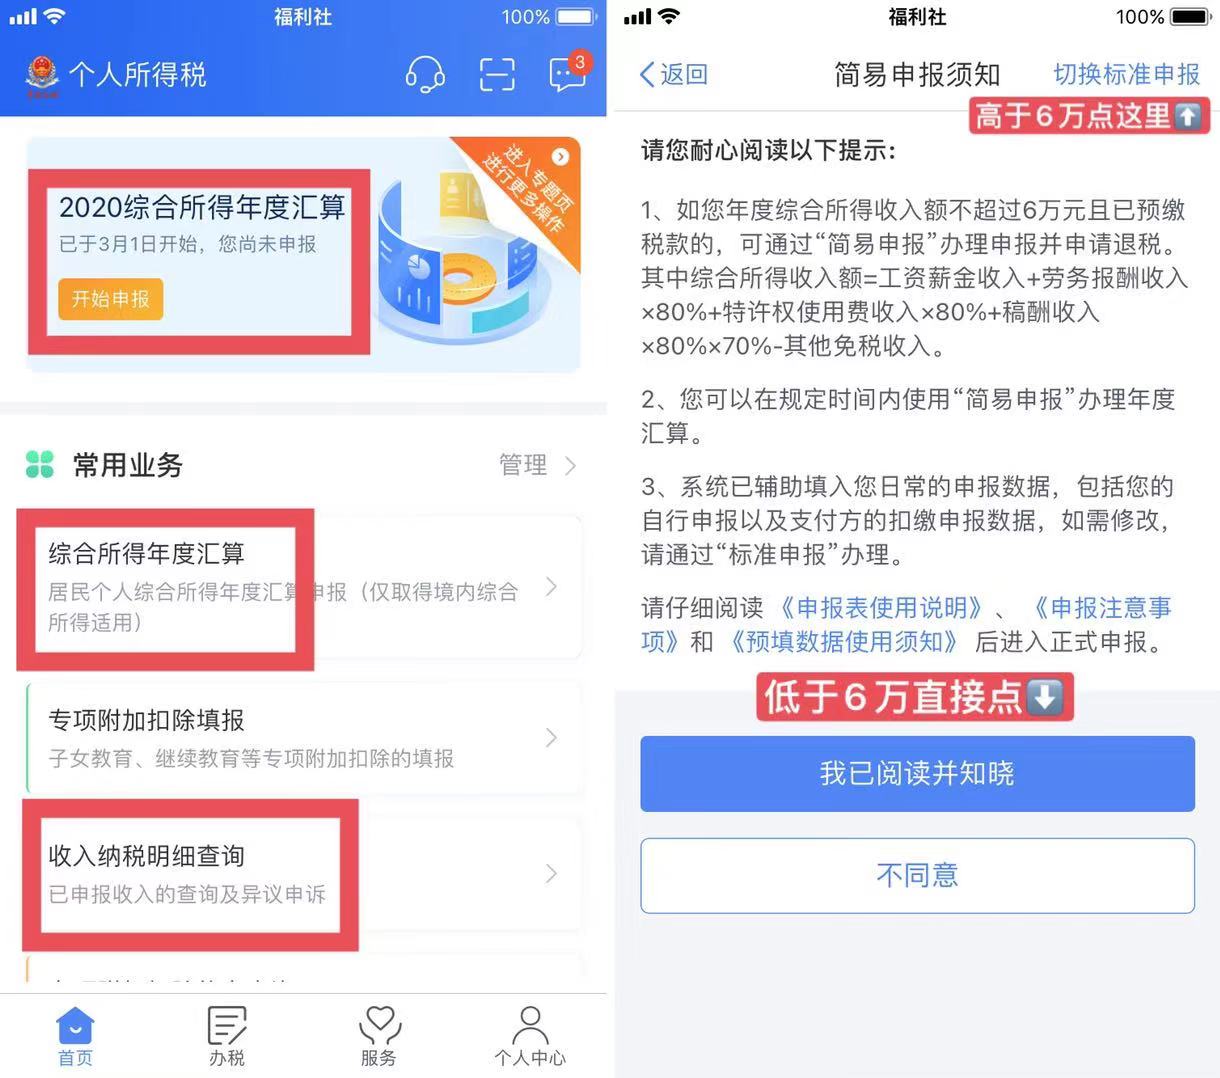 福利社
100%
个人所得税
3
2020综合所得年度汇算
已于3月1日开始，您尚未申报
开始申报
进入专题页
进行更多操作
常用业务
管理
综合所得年度汇算
居民个人综合所得年度汇算申报（仅取得境内综合
所得适用）
专项附加扣除填报
子女教育、继续教育等专项附加扣除的填报
收入纳税明细查询
已申报收入的查询及异议申诉
首页
办税
服务
个人中心
福利社
100%
返回
简易申报须知
切换标准申报
高于6万点这里⬆️
请您耐心阅读以下提示：
1、如您年度综合所得收入额不超过6万元且已预缴
税款的，可通过“简易申报”办理申报并申请退税。
其中综合所得收入额=工资薪金收入+劳务报酬收入
×80%+特许权使用费收入×80%+稿酬收入
×80%×70%-其他免税收入。
2、您可以在规定时间内使用“简易申报”办理年度
汇算。
3、系统已辅助填入您日常的申报数据，包括您的
自行申报以及支付方的扣缴申报数据，如需修改，
请通过“标准申报”办理。
请仔细阅读《申报表使用说明》、《申报注意事
项》和《预填数据使用须知》后进入正式申报。
低于6万直接点⬇️
我已阅读并知晓
不同意